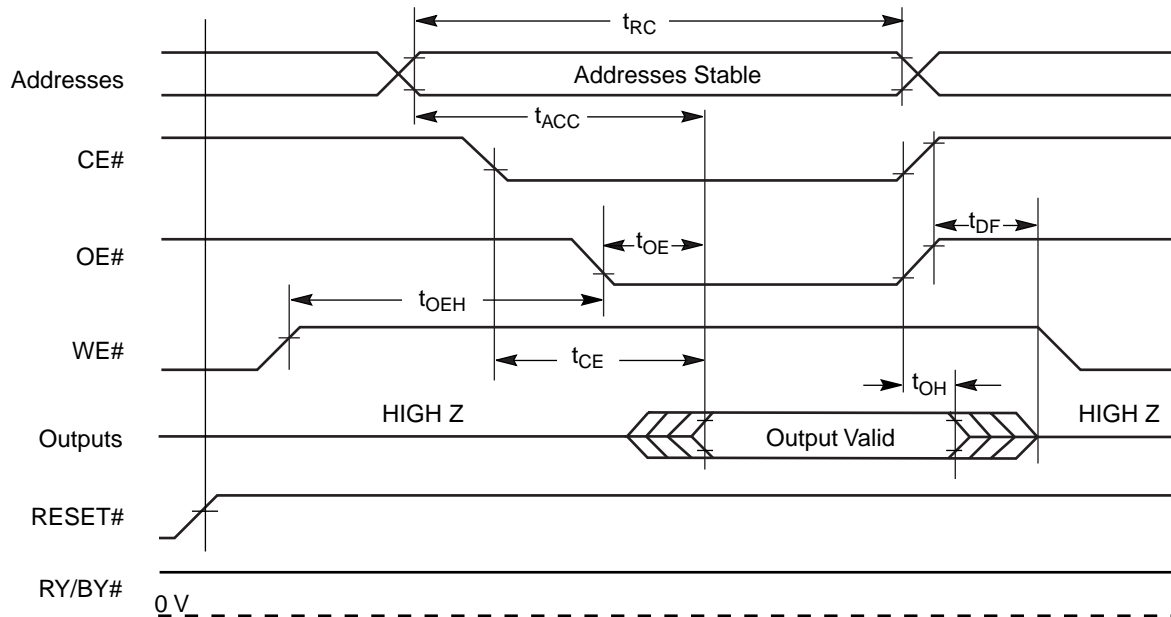 tRC
Addresses
Addresses Stable
tACC
CE#
tDF
OE#
tOE
tOEH
WE#
tCE
tOH
HIGH Z
HIGH Z
Outputs
Output Valid
RESET#
RY/BY#
0 V